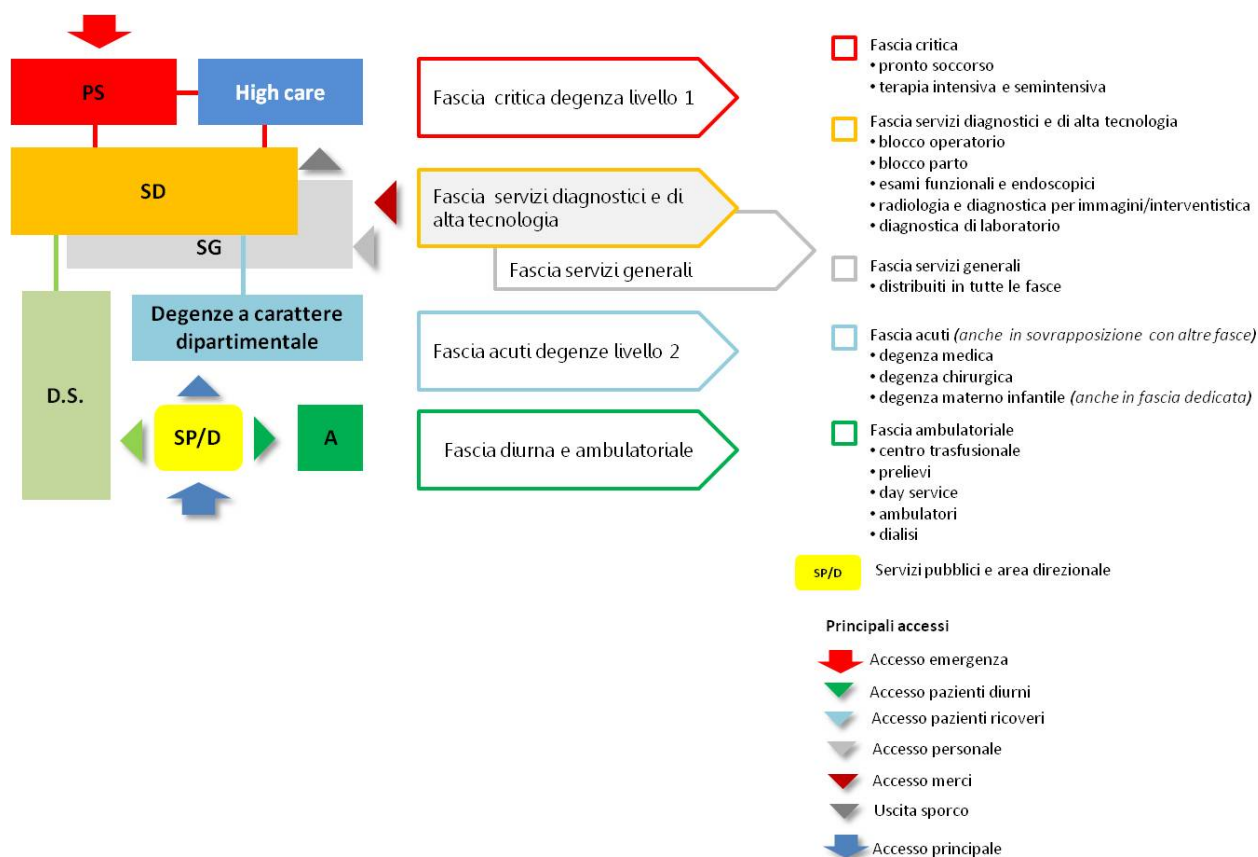 PS
High care
SD
SG
Degenze a carattere
dipartimentale
D.S.
SP/D
A
Fascia critica degenza livello 1
Fascia servizi diagnostici e di
alta tecnologia
Fascia servizi generali
Fascia acuti degenze livello 2
Fascia diurna e ambulatoriale
Fascia critica
• pronto soccorso
• terapia intensiva e semintensiva
Fascia servizi diagnostici e di alta tecnologia
• blocco operatorio
• blocco parto
• esami funzionali e endoscopici
• radiologia e diagnostica per immagini/interventistica
• diagnostica di laboratorio
Fascia servizi generali
• distribuiti in tutte le fasce
Fascia acuti (anche in sovrapposizione con altre fasce)
• degenza medica
• degenza chirurgica
• degenza materno infantile (anche in fascia dedicata)
Fascia ambulatoriale
• centro trasfusionale
• prelievi
• day service
• ambulatori
• dialisi
SP/D Servizi pubblici e area direzionale
Principali accessi
Accesso emergenza
Accesso pazienti diurni
Accesso pazienti ricoveri
Accesso personale
Accesso merci
Uscita sporco
Accesso principale